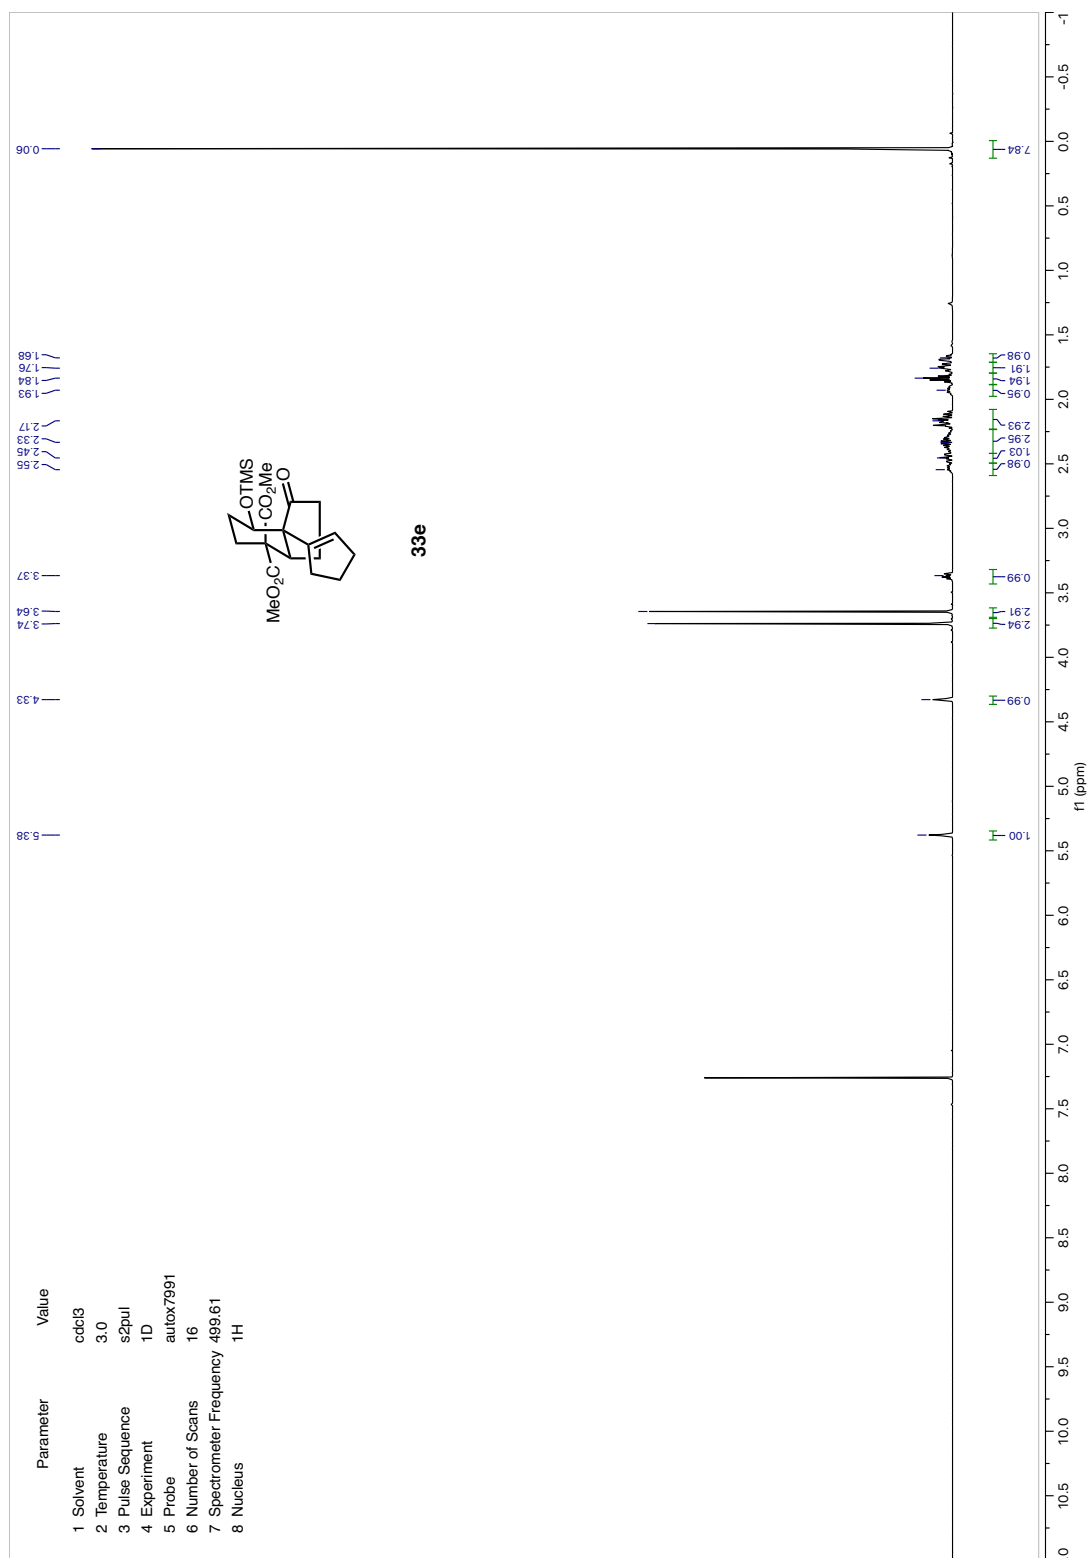 Parameter Value
1 Solvent cdcl3
2 Temperature 3.0
3 Pulse Sequence s2pul
4 Experiment 1D
5 Probe autox7991
6 Number of Scans 16
7 Spectrometer Frequency 499.61
8 Nucleus 1H
5.38
4.33
3.74
3.64
3.37
2.55
2.45
2.33
2.17
1.93
1.84
1.76
1.68
0.06
OTMS
CO2Me
O
MeO2C
33e
1.00
0.99
2.94
2.91
0.99
0.98
1.03
2.95
2.93
0.95
1.94
1.91
0.98
7.84
0 10.5 10.0 9.5 9.0 8.5 8.0 7.5 7.0 6.5 6.0 5.5 5.0 4.5 4.0 3.5 3.0 2.5 2.0 1.5 1.0 0.5 0.0 -0.5 -1
f1 (ppm)